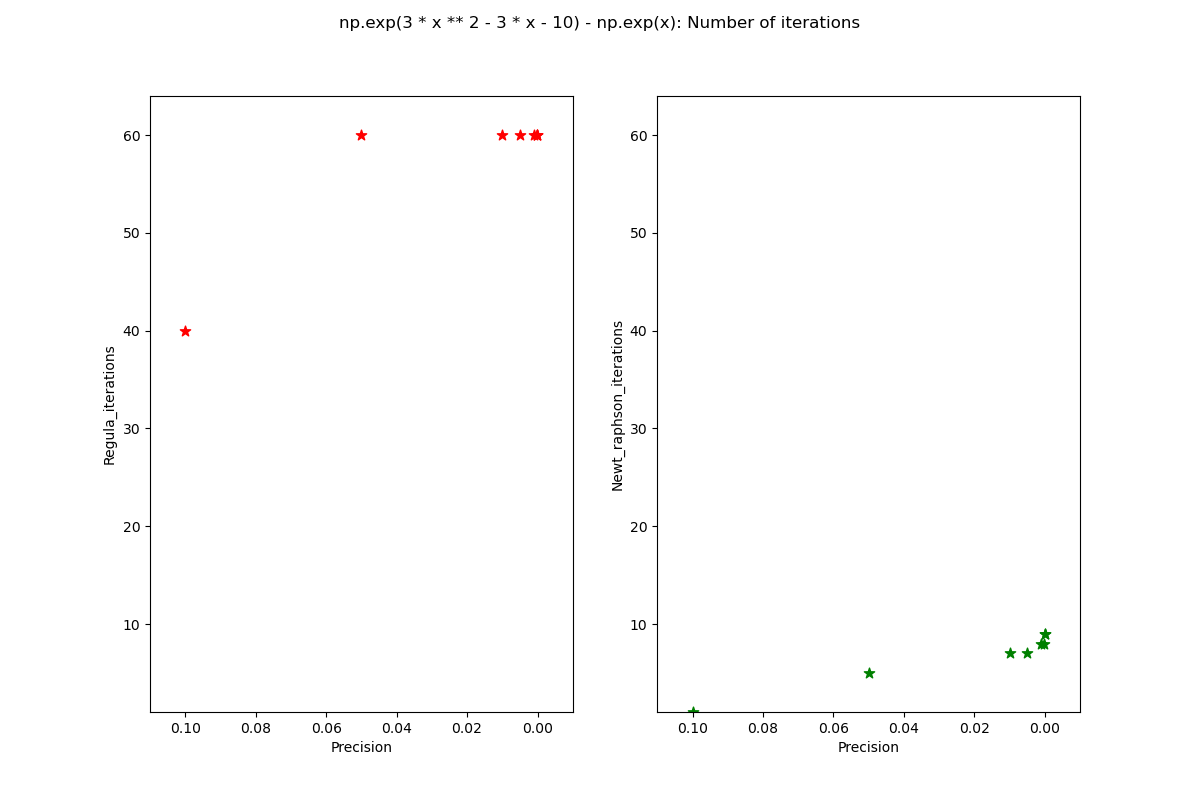 np.exp(3 * x ** 2 - 3 * x - 10) - np.exp(x): Number of iterations
60
50
40
30
20
10
Regula_iterations
0.10 0.08 0.06 0.04 0.02 0.00
Precision
60
50
40
30
20
10
Newt_raphson_iterations
0.10 0.08 0.06 0.04 0.02 0.00
Precision